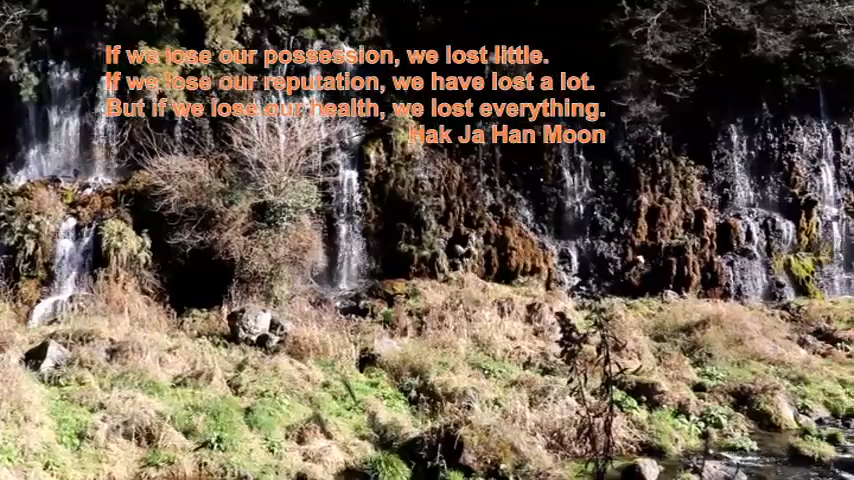 If we lose our possession, we lost little.
If we lose our reputation, we have lost a lot.
But if we lose our health, we lost everything.
Hak Ja Han Moon